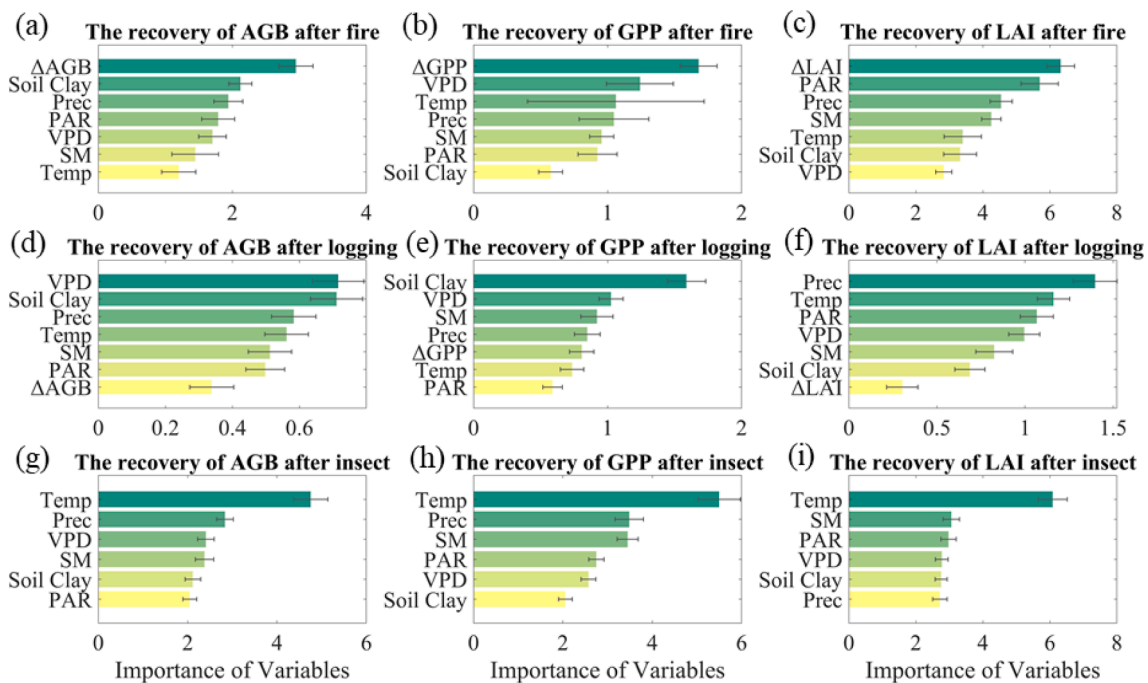 (a) The recovery of AGB after fire
ΔAGB
Soil Clay
Prec
PAR
VPD
SM
Temp
0 2 4
(b) The recovery of GPP after fire
ΔGPP
VPD
Temp
Prec
SM
PAR
Soil Clay
0 1 2
(c) The recovery of LAI after fire
ΔLAI
PAR
Prec
SM
Temp
Soil Clay
VPD
0 2 4 6 8
(d) The recovery of AGB after logging
VPD
Soil Clay
Prec
Temp
SM
PAR
ΔAGB
0 0.2 0.4 0.6
(e) The recovery of GPP after logging
Soil Clay
VPD
SM
Prec
ΔGPP
Temp
PAR
0 1 2
(f) The recovery of LAI after logging
Prec
Temp
PAR
VPD
SM
Soil Clay
ΔLAI
0 0.5 1 1.5
(g) The recovery of AGB after insect
Temp
Prec
VPD
SM
Soil Clay
PAR
0 2 4 6
Importance of Variables
(h) The recovery of GPP after insect
Temp
Prec
SM
PAR
VPD
Soil Clay
0 2 4 6
Importance of Variables
(i) The recovery of LAI after insect
Temp
SM
PAR
VPD
Soil Clay
Prec
0 2 4 6 8
Importance of Variables